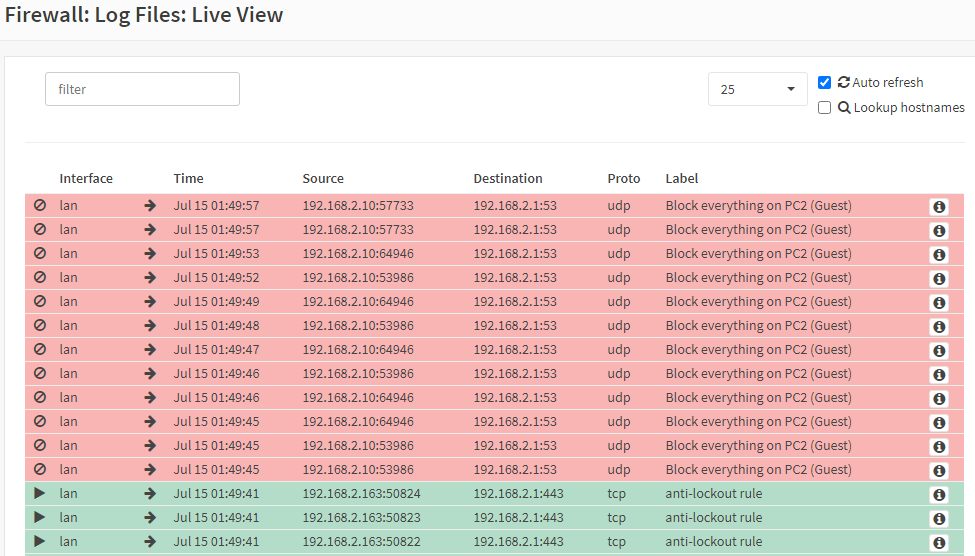 Firewall: Log Files: Live View
filter
25
Auto refresh
Lookup hostnames
Interface Time Source Destination Proto Label
lan Jul 15 01:49:57 192.168.2.10:57733 192.168.2.1:53 udp Block everything on PC2 (Guest)
lan Jul 15 01:49:57 192.168.2.10:57733 192.168.2.1:53 udp Block everything on PC2 (Guest)
lan Jul 15 01:49:53 192.168.2.10:64946 192.168.2.1:53 udp Block everything on PC2 (Guest)
lan Jul 15 01:49:52 192.168.2.10:53986 192.168.2.1:53 udp Block everything on PC2 (Guest)
lan Jul 15 01:49:49 192.168.2.10:64946 192.168.2.1:53 udp Block everything on PC2 (Guest)
lan Jul 15 01:49:48 192.168.2.10:53986 192.168.2.1:53 udp Block everything on PC2 (Guest)
lan Jul 15 01:49:47 192.168.2.10:64946 192.168.2.1:53 udp Block everything on PC2 (Guest)
lan Jul 15 01:49:46 192.168.2.10:53986 192.168.2.1:53 udp Block everything on PC2 (Guest)
lan Jul 15 01:49:46 192.168.2.10:64946 192.168.2.1:53 udp Block everything on PC2 (Guest)
lan Jul 15 01:49:45 192.168.2.10:64946 192.168.2.1:53 udp Block everything on PC2 (Guest)
lan Jul 15 01:49:45 192.168.2.10:53986 192.168.2.1:53 udp Block everything on PC2 (Guest)
lan Jul 15 01:49:45 192.168.2.10:53986 192.168.2.1:53 udp Block everything on PC2 (Guest)
lan Jul 15 01:49:41 192.168.2.163:50824 192.168.2.1:443 tcp anti-lockout rule
lan Jul 15 01:49:41 192.168.2.163:50823 192.168.2.1:443 tcp anti-lockout rule
lan Jul 15 01:49:41 192.168.2.163:50822 192.168.2.1:443 tcp anti-lockout rule